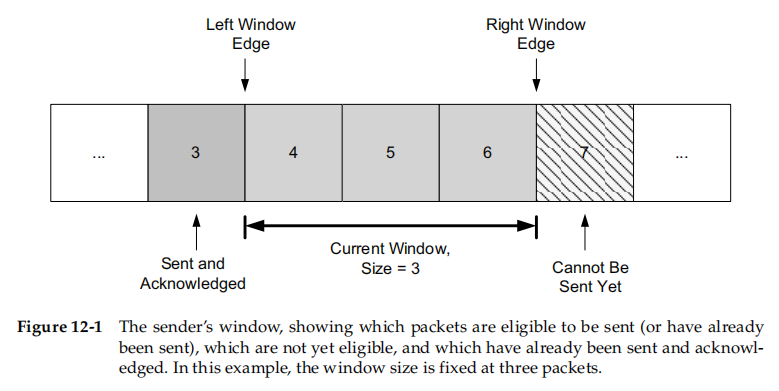 Left Window
Edge
Right Window
Edge
...
3
4
5
6
7
...
Sent and
Acknowledged
Current Window,
Size = 3
Cannot Be
Sent Yet
Figure 12-1 The sender's window, showing which packets are eligible to be sent (or have already
been sent), which are not yet eligible, and which have already been sent and acknowl-
edged. In this example, the window size is fixed at three packets.